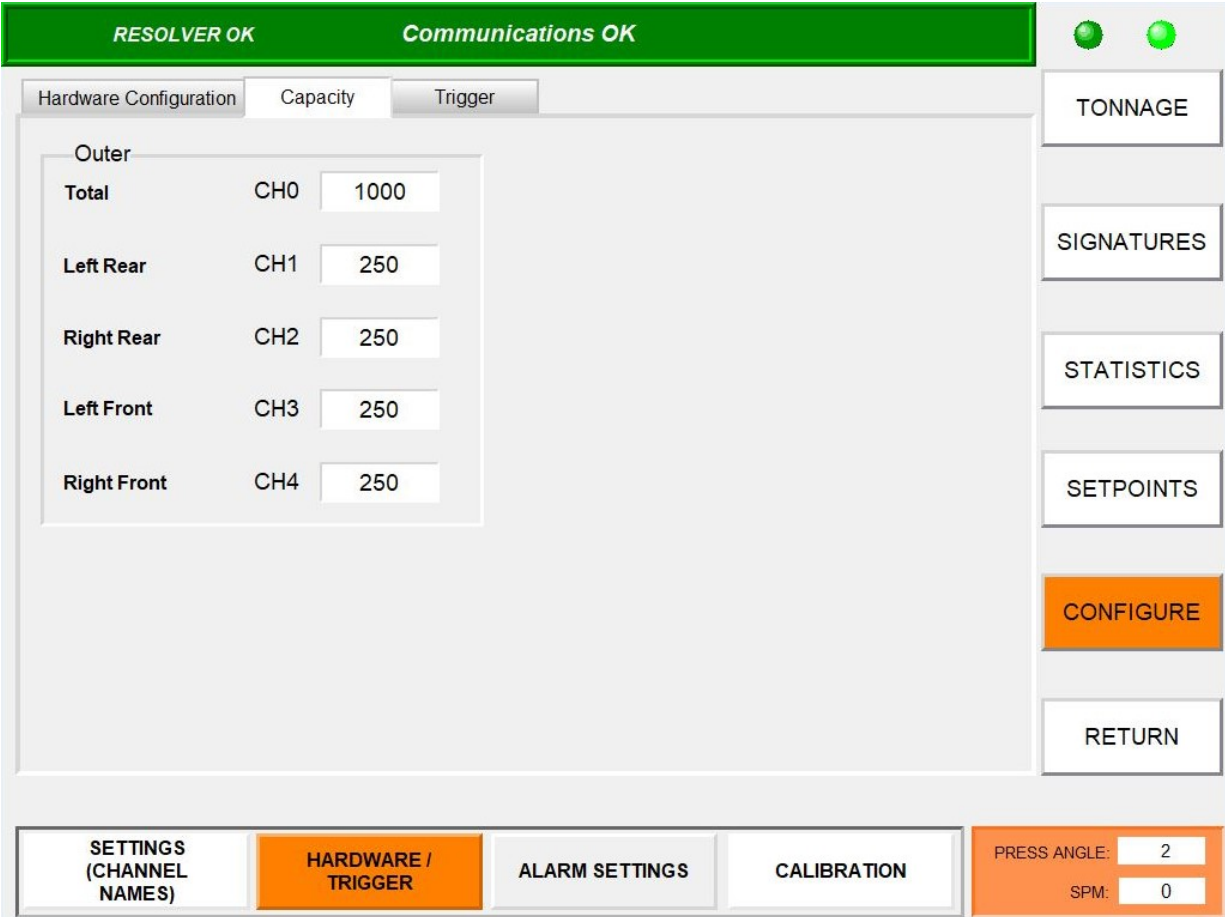 RESOLVER OK Communications OK
Hardware Configuration Capacity Trigger
TONNAGE
Outer
Total CH0 1000
Left Rear CH1 250
SIGNATURES
Right Rear CH2 250
STATISTICS
Left Front CH3 250
Right Front CH4 250
SETPOINTS
CONFIGURE
RETURN
SETTINGS
(CHANNEL
NAMES)
HARDWARE /
TRIGGER
ALARM SETTINGS
CALIBRATION
PRESS ANGLE: 2
SPM: 0